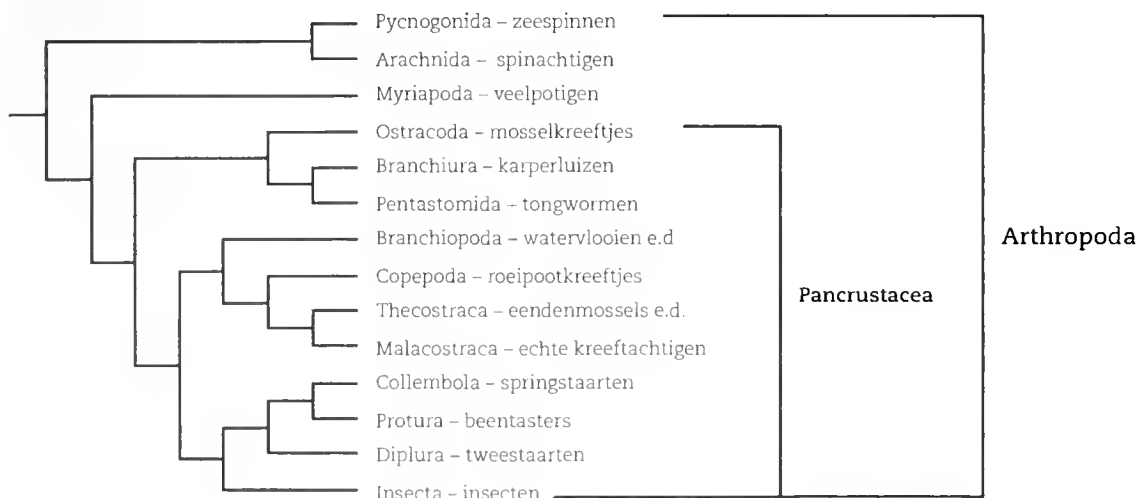 Pycnogonida – zeespinnen
Arachnida – spinachtigen
Myriapoda – veelpotigen
Ostracoda – mosselkreeftjes
Branchiura – karperluizen
Pentastomida – tongwormen
Branchiopoda – watervlooien e.d
Copepoda – roeipootkreeftjes
Thecostraca – eendenmossels e.d.
Malacostraca – echte kreeftachtigen
Collembola – springstaarten
Protura – beentasters
Diplura – tweestaarten
Insecta – insecten
Pancrustacea
Arthropoda